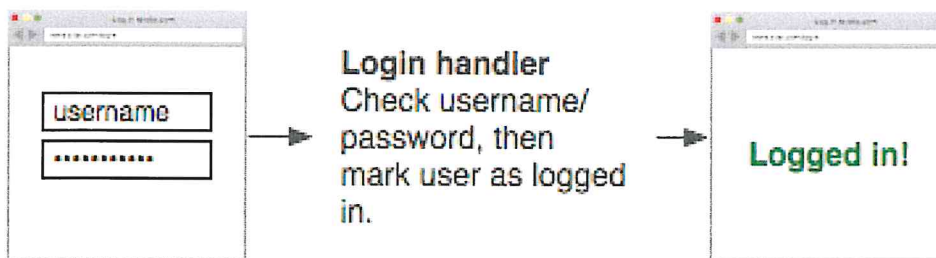 username
***********
Login handler
Check username/
password, then
mark user as logged
in.
Logged in!